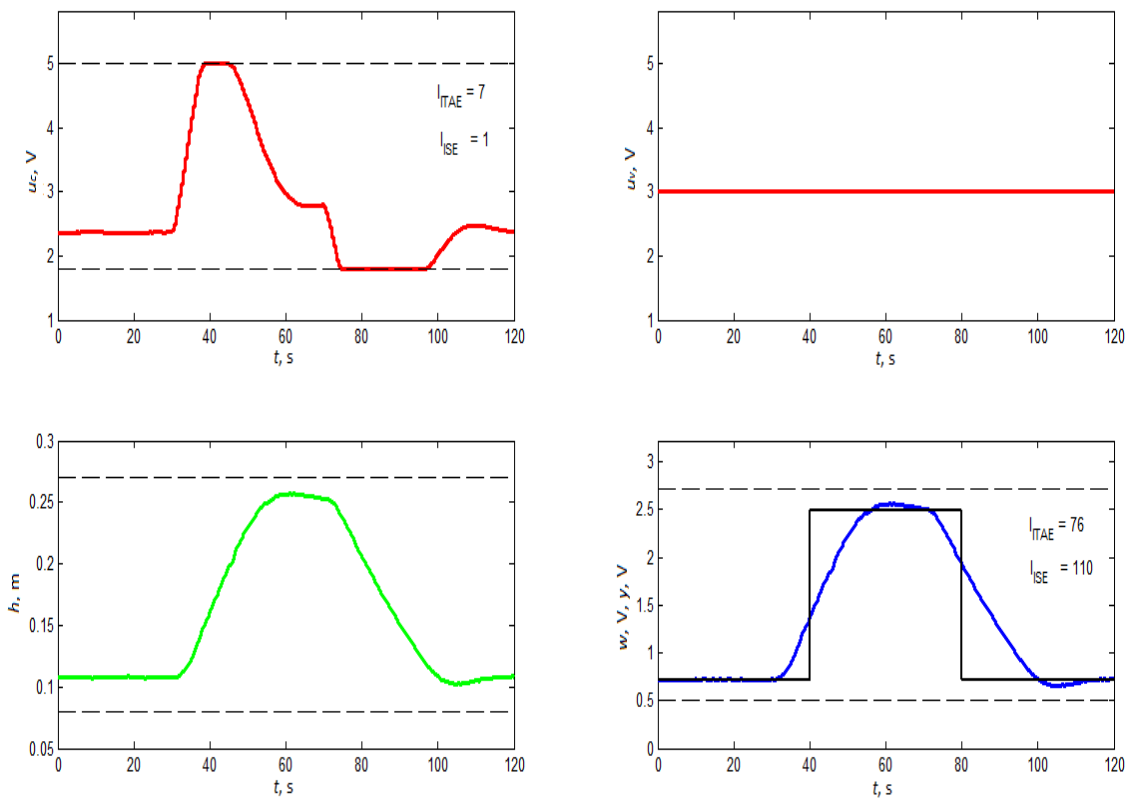 5
4
3
2
1
u_c, V
I_ITAE = 7
I_ISE = 1
0 20 40 60 80 100 120
t, s
5
4
3
2
1
u_v, V
0 20 40 60 80 100 120
t, s
0.3
0.25
0.2
0.15
0.1
0.05
h, m
0 20 40 60 80 100 120
t, s
3
2.5
2
1.5
1
0.5
0
w, V, y, V
I_ITAE = 76
I_ISE = 110
0 20 40 60 80 100 120
t, s